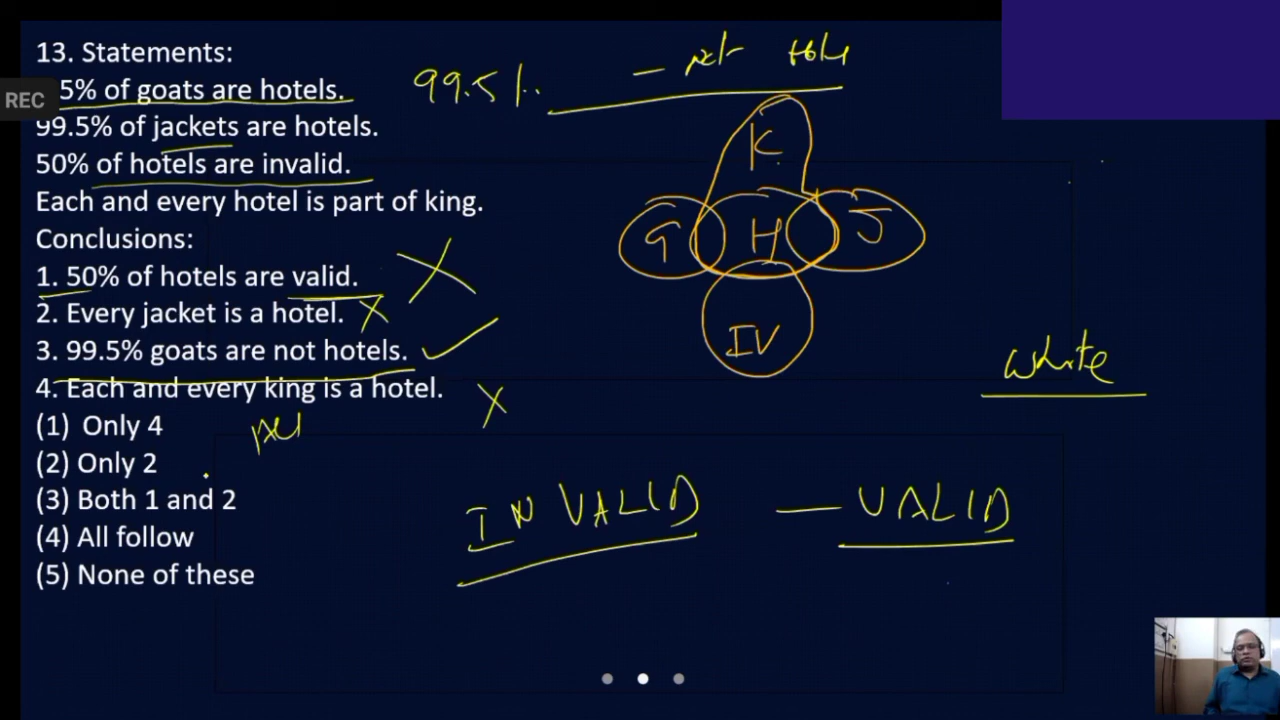 13. Statements:
5% of goats are hotels.
REC
99.5% of jackets are hotels.
50% of hotels are invalid.
Each and every hotel is part of king.
Conclusions:
1. 50% of hotels are valid.
2. Every jacket is a hotel.
3. 99.5% goats are not hotels.
4. Each and every king is a hotel.
(1) Only 4
(2) Only 2
(3) Both 1 and 2
(4) All follow
(5) None of these
99.5%. — not
K
G H J
IV
white
INVALID — VALID